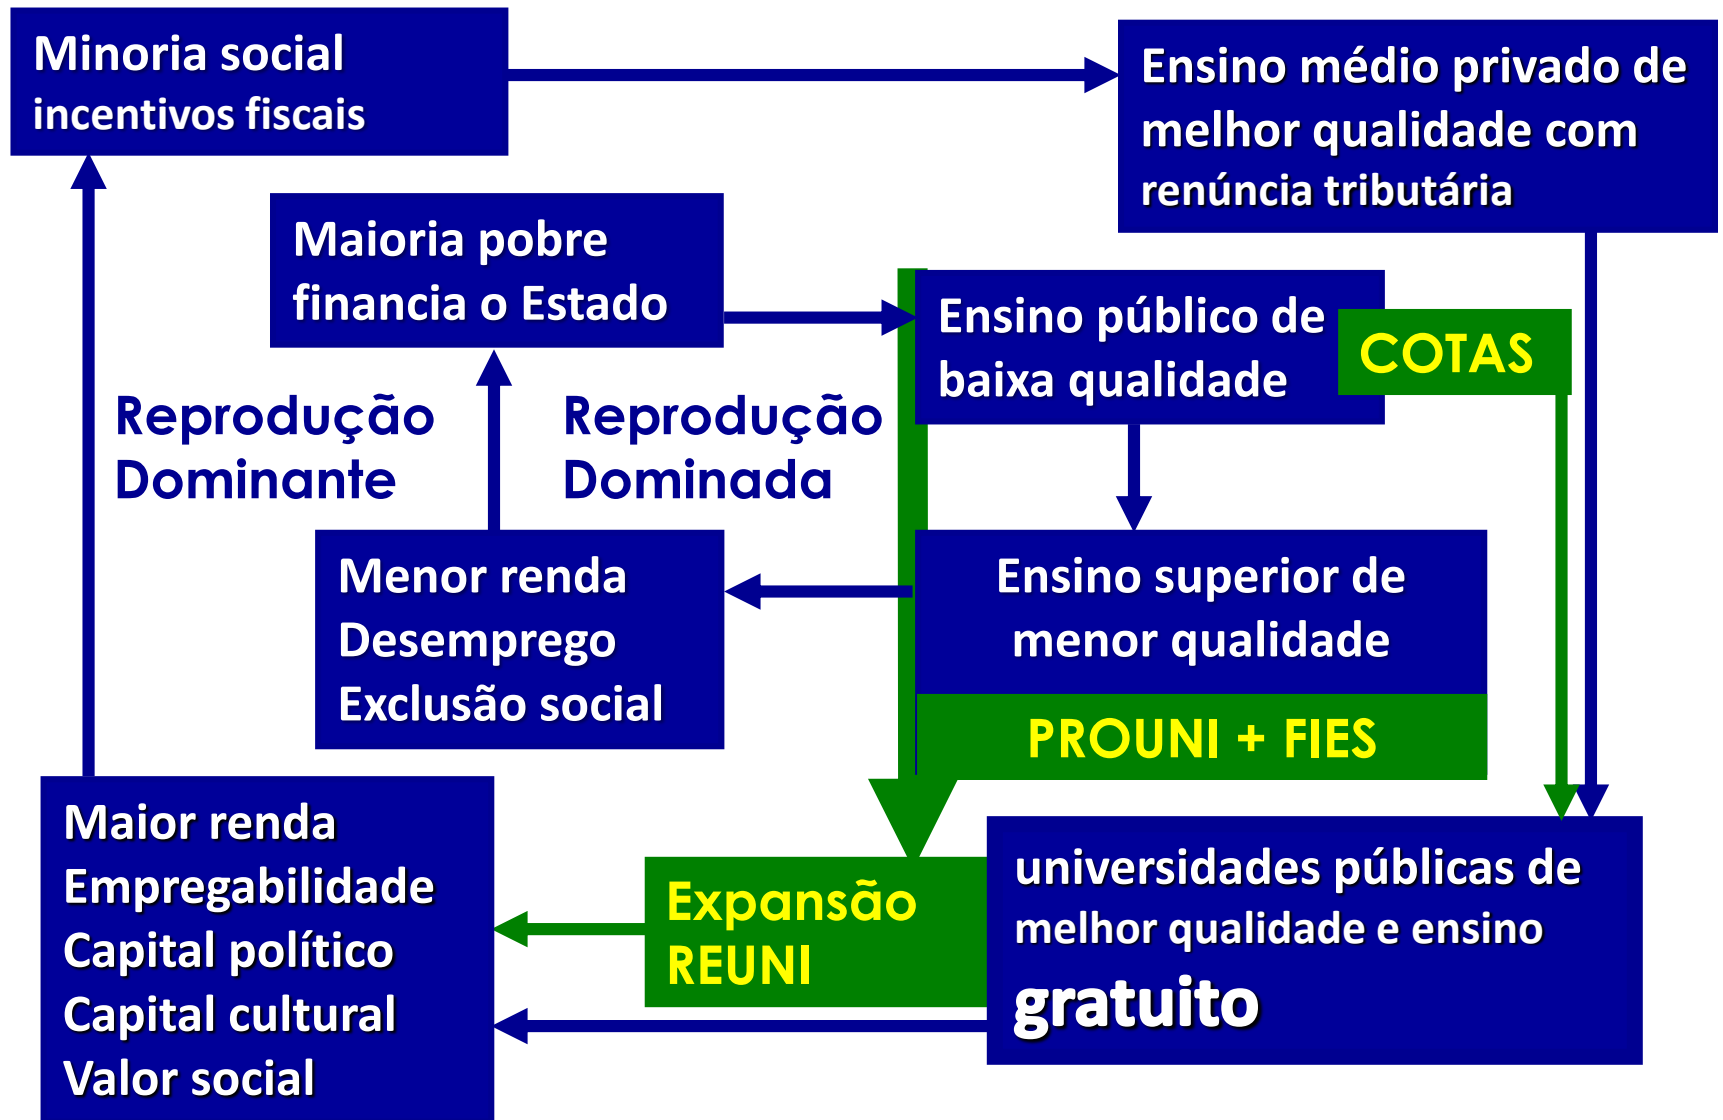 Minoria social
incentivos fiscais
Ensino médio privado de
melhor qualidade com
renúncia tributária
Maioria pobre
financia o Estado
Ensino público de
baixa qualidade
COTAS
Reprodução
Dominante
Reprodução
Dominada
Menor renda
Desemprego
Exclusão social
Ensino superior de
menor qualidade
PROUNI + FIES
Maior renda
Empregabilidade
Capital político
Capital cultural
Valor social
Expansão
REUNI
universidades públicas de
melhor qualidade e ensino
gratuito